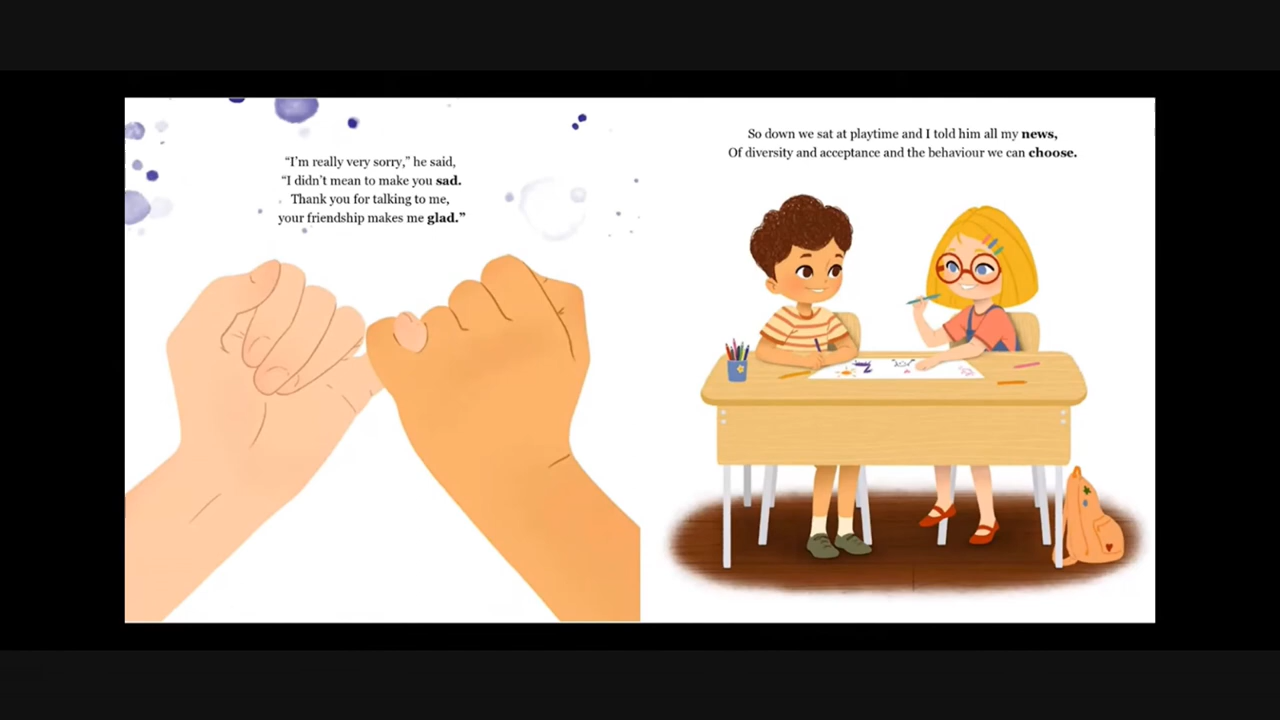 “I’m really very sorry,” he said,
“I didn’t mean to make you sad.
Thank you for talking to me,
your friendship makes me glad.”
So down we sat at playtime and I told him all my news,
Of diversity and acceptance and the behaviour we can choose.